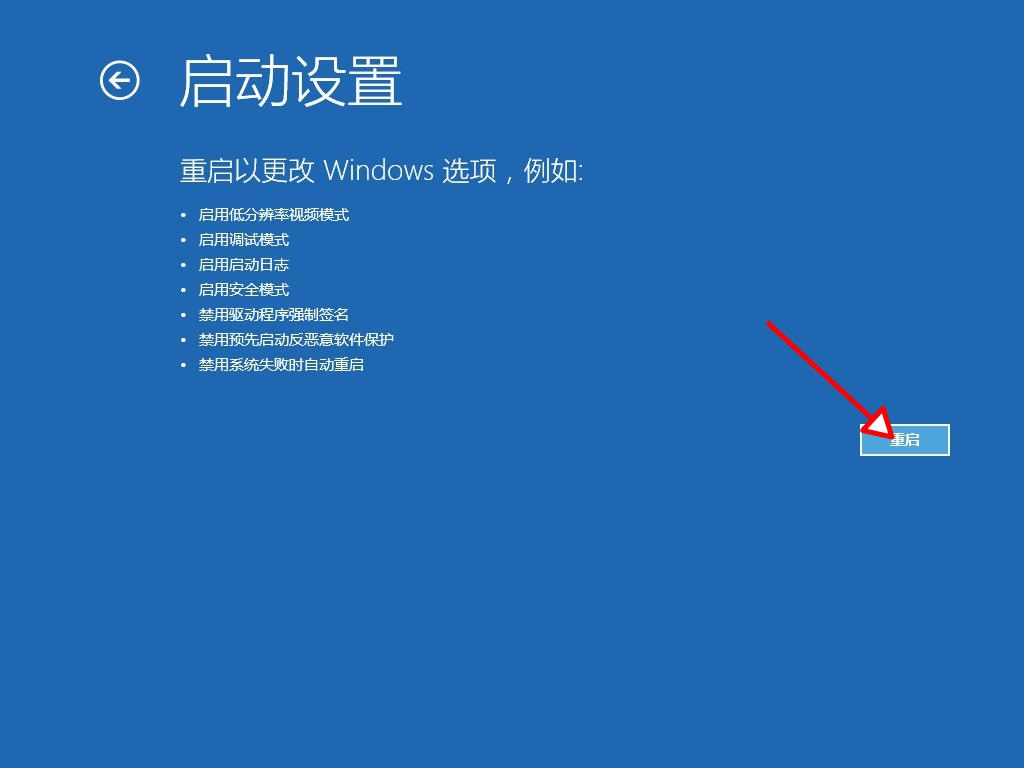 启动设置
重启以更改 Windows 选项，例如:
• 启用低分辨率视频模式
• 启用调试模式
• 启用启动日志
• 启用安全模式
• 禁用驱动程序强制签名
• 禁用预先启动反恶意软件保护
• 禁用系统失败时自动重启
重启